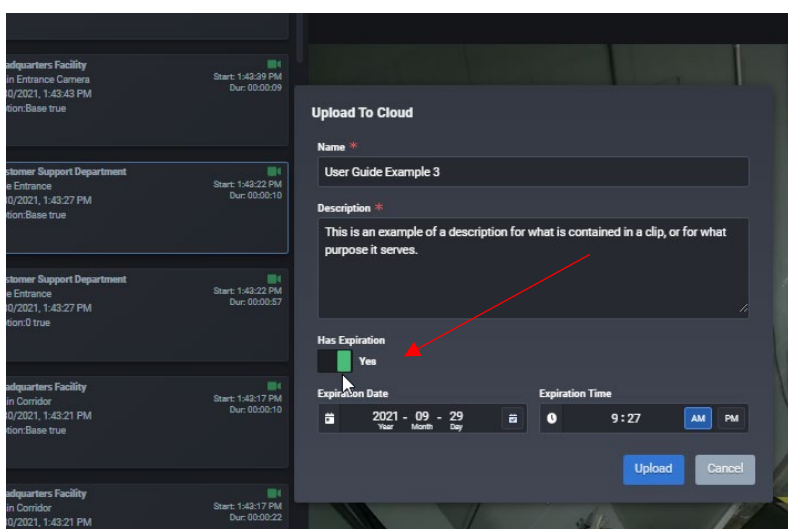 adquarters Facility
in Entrance Camera
Start: 1:43:39 PM
0/2021, 1:43:43 PM
Dur: 00:00:09
tion:Base true
stomer Support Department
e Entrance
Start: 1:43:22 PM
0/2021, 1:43:27 PM
Dur: 00:00:10
tion:Base true
stomer Support Department
e Entrance
Start: 1:43:22 PM
0/2021, 1:43:27 PM
Dur: 00:00:57
tion:0 true
adquarters Facility
in Corridor
Start: 1:43:17 PM
0/2021, 1:43:21 PM
Dur: 00:00:10
tion:Base true
adquarters Facility
in Corridor
Start: 1:43:17 PM
0/2021, 1:43:21 PM
Dur: 00:00:22
Upload To Cloud
Name *
User Guide Example 3
Description *
This is an example of a description for what is contained in a clip, or for what
purpose it serves.
Has Expiration
Yes
Expiration Date
2021 - 09 - 29
Year Month Day
Expiration Time
9 : 27 AM PM
Upload Cancel